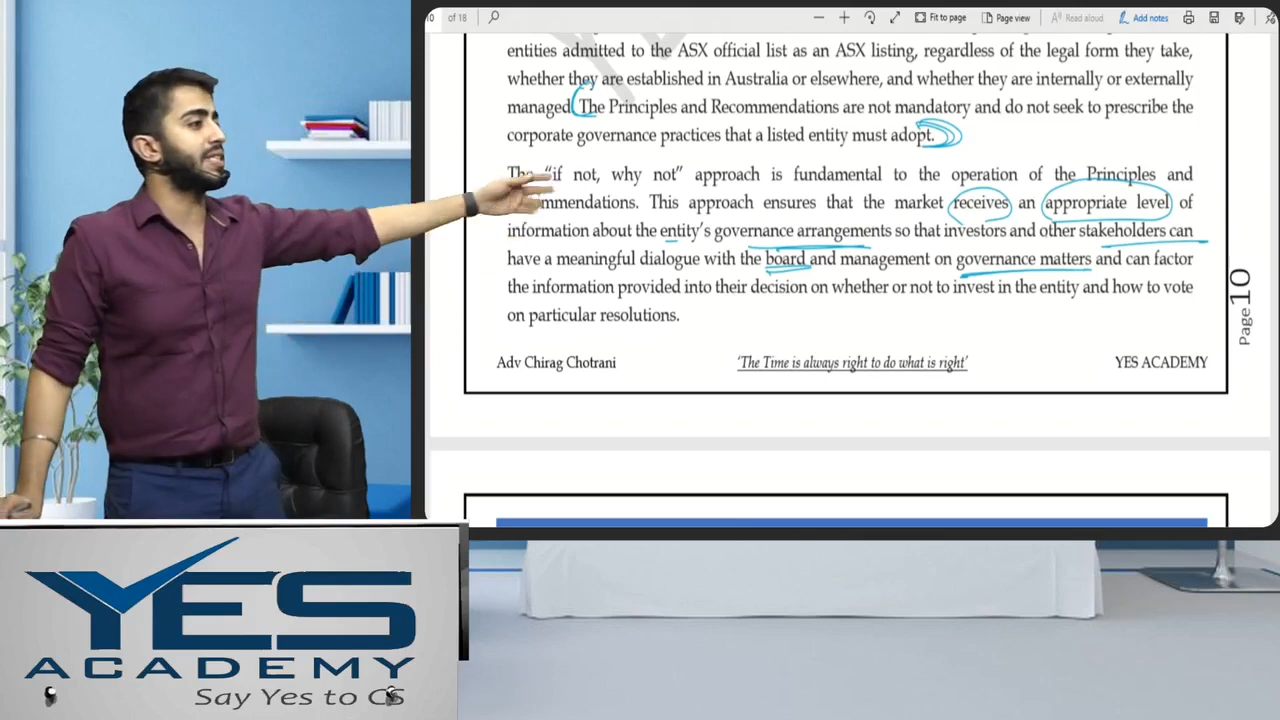 10 of 18
Fit to page
Page view
Read aloud
Add notes
entities admitted to the ASX official list as an ASX listing, regardless of the legal form they take,
whether they are established in Australia or elsewhere, and whether they are internally or externally
managed. The Principles and Recommendations are not mandatory and do not seek to prescribe the
corporate governance practices that a listed entity must adopt.
The “if not, why not” approach is fundamental to the operation of the Principles and
mmendations. This approach ensures that the market receives an appropriate level of
information about the entity’s governance arrangements so that investors and other stakeholders can
have a meaningful dialogue with the board and management on governance matters and can factor
the information provided into their decision on whether or not to invest in the entity and how to vote
on particular resolutions.
Adv Chirag Chotrani
‘The Time is always right to do what is right’
YES ACADEMY
Page 10
YES
ACADEMY
Say Yes to CS